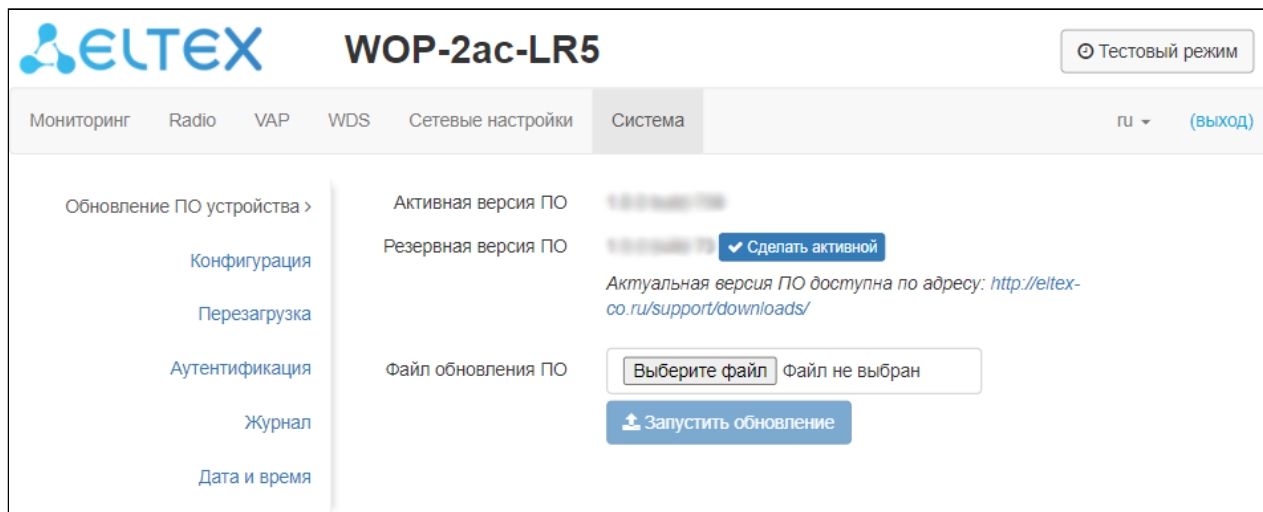 ELTEX WOP-2ac-LR5 Тестовый режим
Мониторинг Radio VAP WDS Сетевые настройки Система ru (выход)
Обновление ПО устройства >
Конфигурация
Перезагрузка
Аутентификация
Журнал
Дата и время
Активная версия ПО
Резервная версия ПО Сделать активной
Актуальная версия ПО доступна по адресу: http://eltex-
co.ru/support/downloads/
Файл обновления ПО Выберите файл Файл не выбран
Запустить обновление